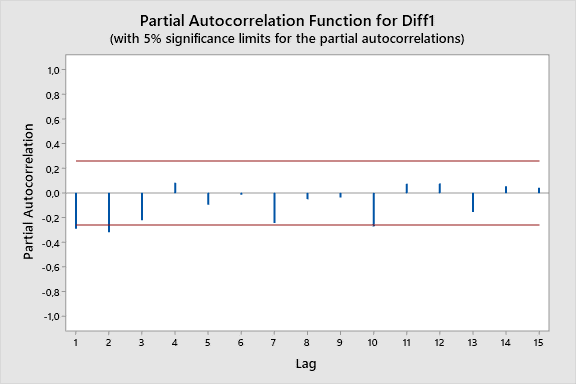 Partial Autocorrelation Function for Diff1
(with 5% significance limits for the partial autocorrelations)
1,0
0,8
0,6
0,4
0,2
0,0
-0,2
-0,4
-0,6
-0,8
-1,0
Partial Autocorrelation
1 2 3 4 5 6 7 8 9 10 11 12 13 14 15
Lag